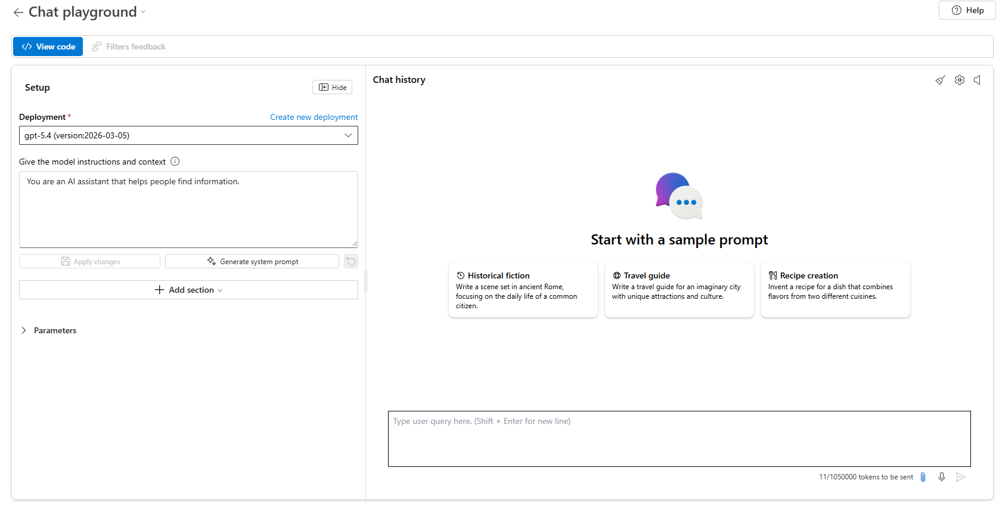 Chat playground
Help
View code
Filters feedback
Setup
Hide
Deployment *
Create new deployment
gpt-5.4 (version:2026-03-05)
Give the model instructions and context
You are an AI assistant that helps people find information.
Apply changes
Generate system prompt
Add section
Parameters
Chat history
Start with a sample prompt
Historical fiction
Write a scene set in ancient Rome,
focusing on the daily life of a common
citizen.
Travel guide
Write a travel guide for an imaginary city
with unique attractions and culture.
Recipe creation
Invent a recipe for a dish that combines
flavors from two different cuisines.
Type user query here. (Shift + Enter for new line)
11/1050000 tokens to be sent